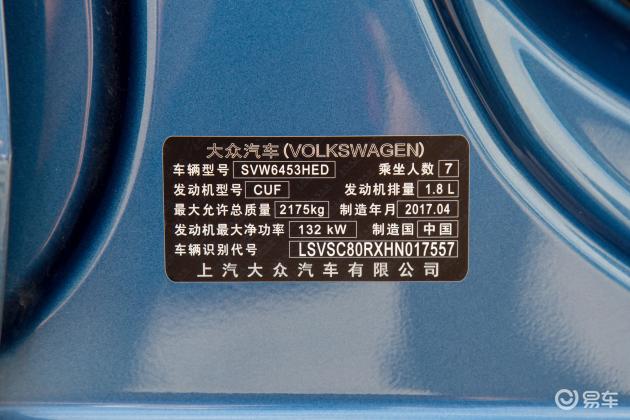 大众汽车(VOLKSWAGEN)
车辆型号 SVW6453HED 乘坐人数 7
发动机型号 CUF 发动机排量 1.8 L
最大允许总质量 2175kg 制造年月 2017.04
发动机最大净功率 132 kW 制造国 中国
车辆识别代号 LSVSC80RXHN017557
上汽大众汽车有限公司
易车